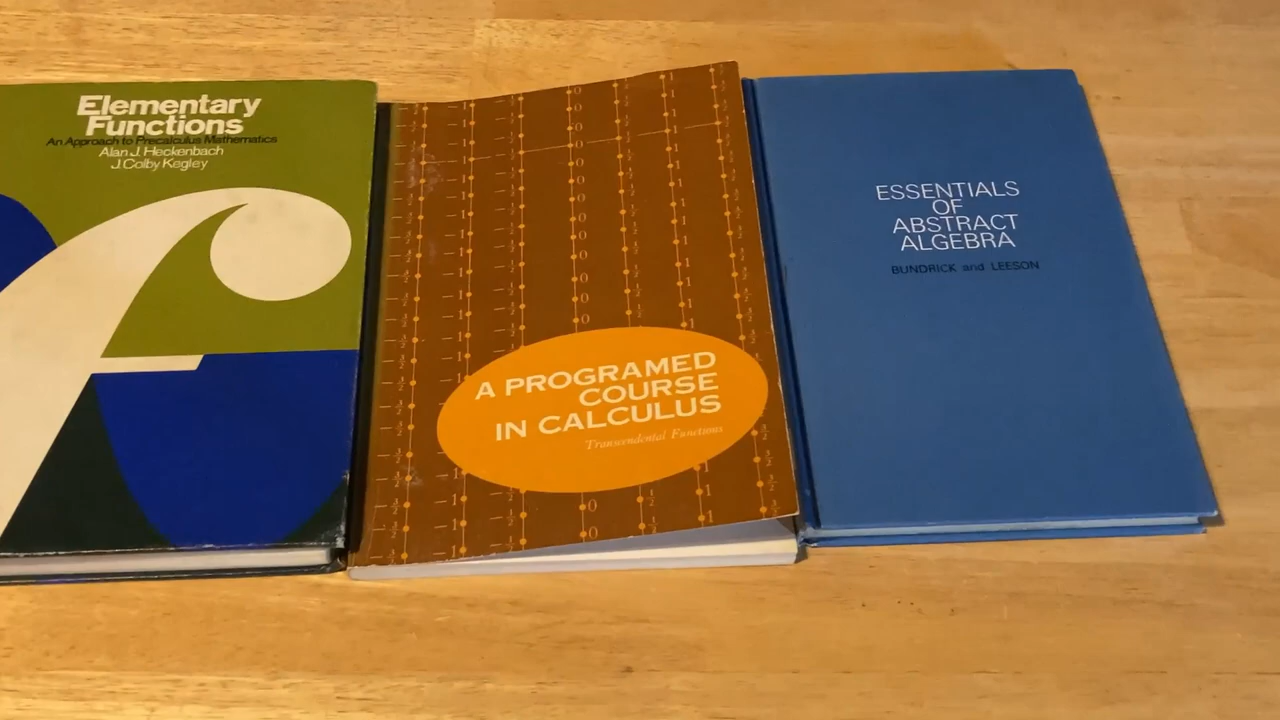 Elementary
Functions
An Approach to Precalculus Mathematics
Alan J. Heckenbach
J. Colby Kegley
A PROGRAMED
COURSE
IN CALCULUS
Transcendental Functions
ESSENTIALS
OF
ABSTRACT
ALGEBRA
BUNDRICK and LEESON